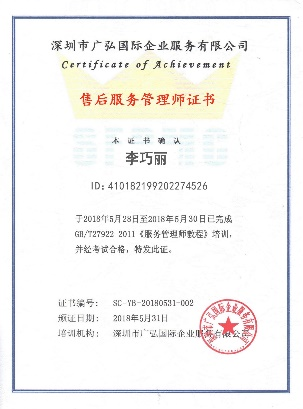 深圳市广弘国际企业服务有限公司
Certificate of Achievement
售后服务管理师证书
本证书确认
李巧丽
ID: 410182199202274526
于2018年5月28日至2018年5月30日已完成
GB/T27922-2011《服务管理师教程》培训,
并经考试合格,特发此证。
证书编号: SC-YB-20180531-002
颁证日期: 2018年5月31日
培训机构: 深圳市广弘国际企业服务有限公司